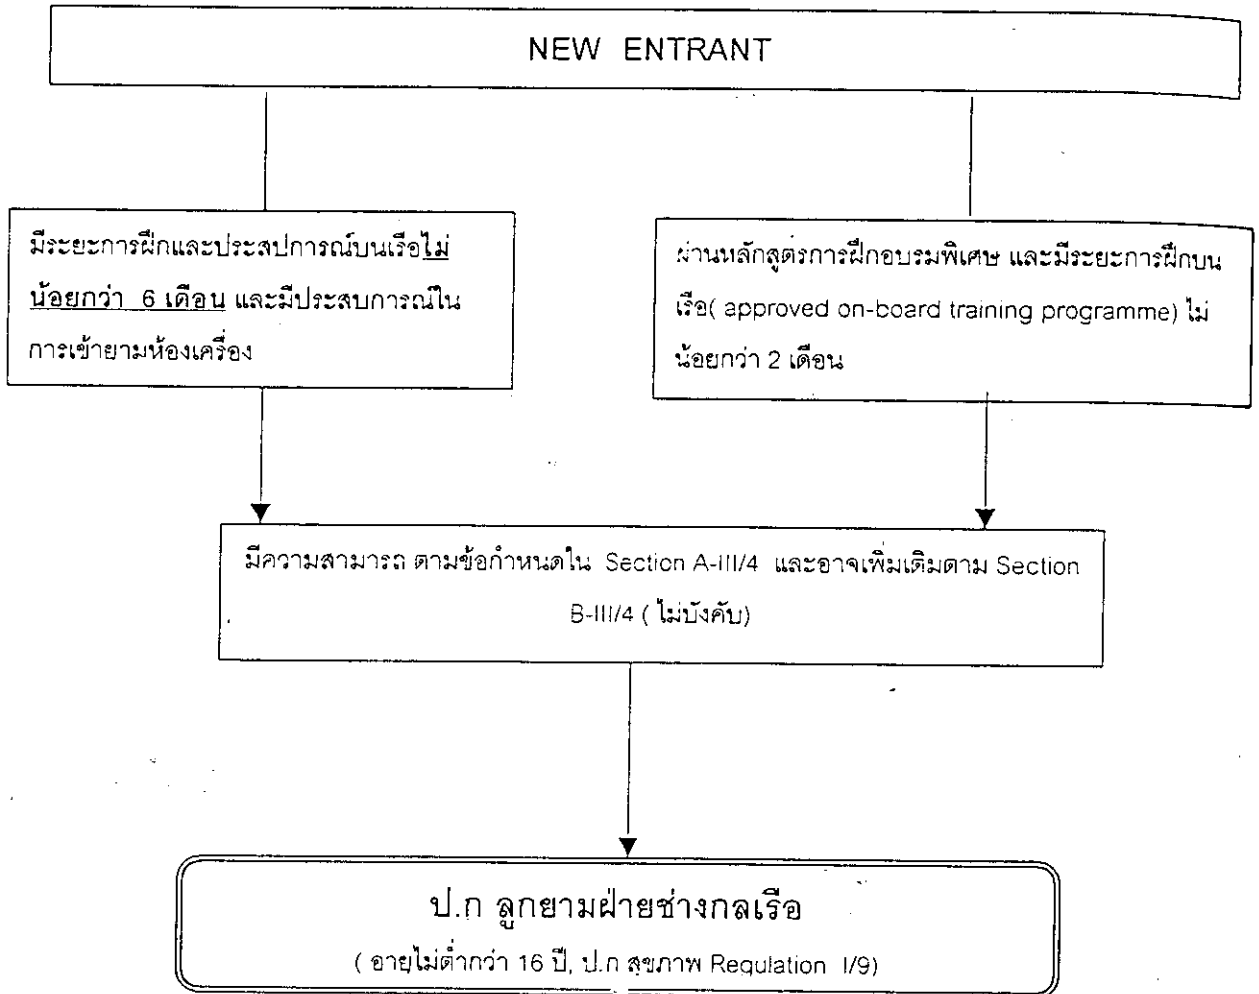 NEW ENTRANT
มีระยะการฝึกและประสปการณ์บนเรือไม่
น้อยกว่า 6 เดือน และมีประสบการณ์ใน
การเข้ายามห้องเครื่อง
ผ่านหลักสูตรการฝึกอบรมพิเศษ และมีระยะการฝึกบน
เรือ( approved on-board training programme) ไม่
น้อยกว่า 2 เดือน
มีความสามารถ ตามข้อกำหนดใน Section A-III/4 และอาจเพิ่มเติมตาม Section
B-III/4 ( ไม่บังคับ)
ป.ก ลูกยามฝ่ายช่างกลเรือ
( อายุไม่ต่ำกว่า 16 ปี, ป.ก สุขภาพ Regulation I/9)